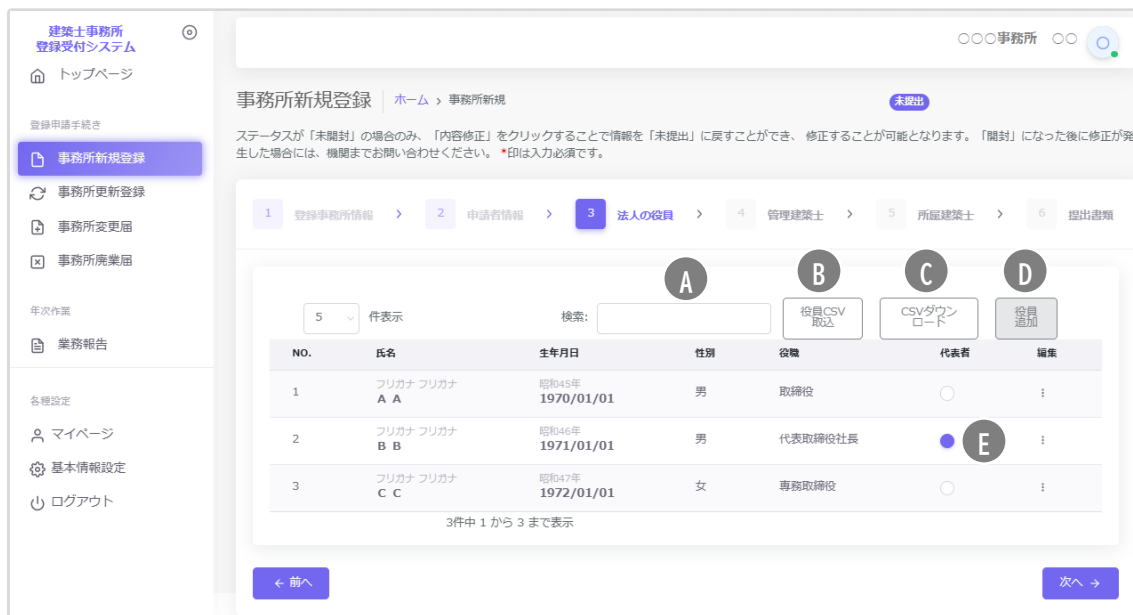 建築士事務所
登録受付システム
トップページ
登録申請手続き
事務所新規登録
事務所更新登録
事務所変更届
事務所廃業届
年次作業
業務報告
各種設定
マイページ
基本情報設定
ログアウト
○○○事務所 ○○ ○
事務所新規登録 ホーム › 事務所新規 未提出
ステータスが「未開封」の場合のみ、「内容修正」をクリックすることで情報を「未提出」に戻すことができ、 修正することが可能となります。「開封」になった後に修正が発
生した場合には、機関までお問い合わせください。 *印は入力必須です。
1 登録事務所情報 > 2 申請者情報 > 3 法人の役員 > 4 管理建築士 > 5 所属建築士 > 6 提出書類
A B C D
5 件表示 検索: 役員CSV
取込 CSVダウン
ロード 役員
追加
NO. 氏名 生年月日 性別 役職 代表者 編集
フリガナ フリガナ 昭和45年
1 A A 1970/01/01 男 取締役
フリガナ フリガナ 昭和46年
2 B B 1971/01/01 男 代表取締役社長 E
フリガナ フリガナ 昭和47年
3 C C 1972/01/01 女 専務取締役
3件中 1 から 3 まで表示
← 前へ 次へ →